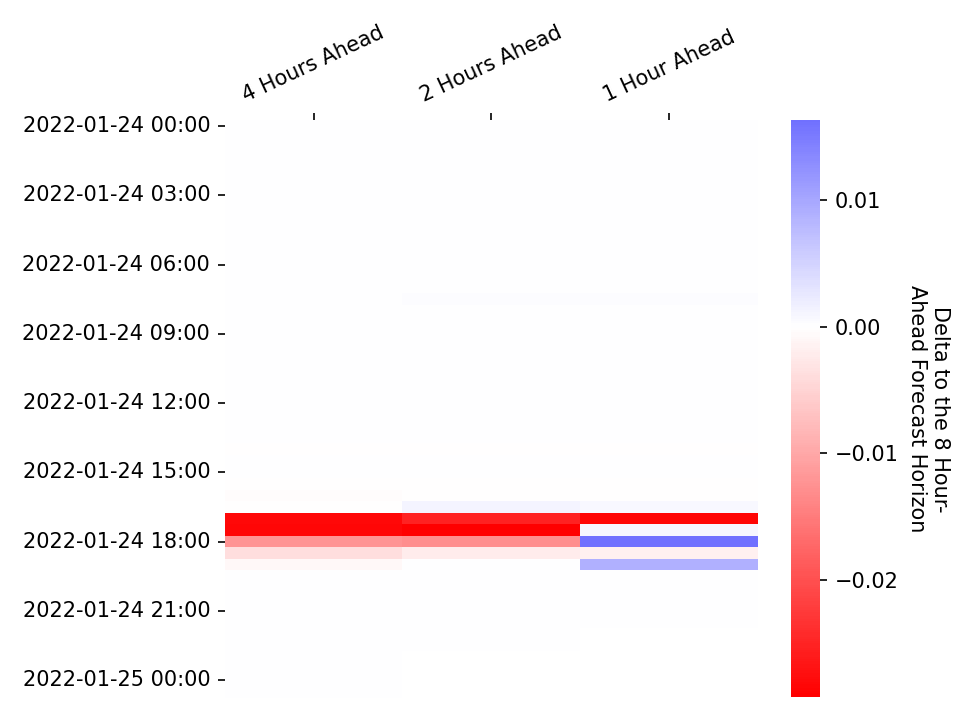 4 Hours Ahead
2 Hours Ahead
1 Hour Ahead
2022-01-24 00:00
2022-01-24 03:00
2022-01-24 06:00
2022-01-24 09:00
2022-01-24 12:00
2022-01-24 15:00
2022-01-24 18:00
2022-01-24 21:00
2022-01-25 00:00
0.01
0.00
−0.01
−0.02
Delta to the 8 Hour-
Ahead Forecast Horizon